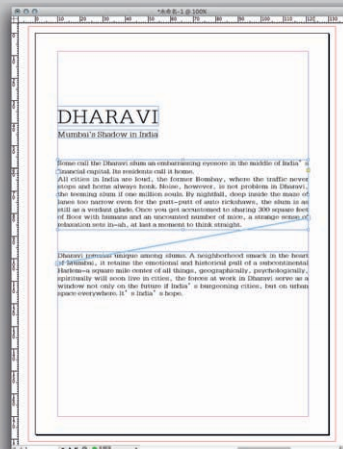 *未命名-1 @ 100%
DHARAVI
Mumbai's Shadow in India
Some call the Dharavi slum an embarrassing eyesore in the middle of India's
financial capital. Its residents call it home.
All cities in India are loud, the former Bombay, where the traffic never
stops and horns always honk. Noise, however, is not problem in Dharavi,
the teeming slum if one million souls. By nightfall, deep inside the maze of
lanes too narrow even for the putt-putt of auto rickshaws, the slum is as
still as a verdant glade. Once you get accustomed to sharing 300 square feet
of floor with humans and an uncounted number of mice, a strange sense of
relaxation sets in-ah, at last a moment to think straight.
Dharavi unique among slums. A neighborhood smack in the heart
of Mumbai, it retains the emotional and historical pull of a subcontinental
Harlem-a square mile center of all things, geographically, psychologically,
spiritually will soon live in cities, the forces at work in Dharavi serve as a
window not only on the future if India's burgeoning cities, but on urban
space everywhere. it's India's hope.